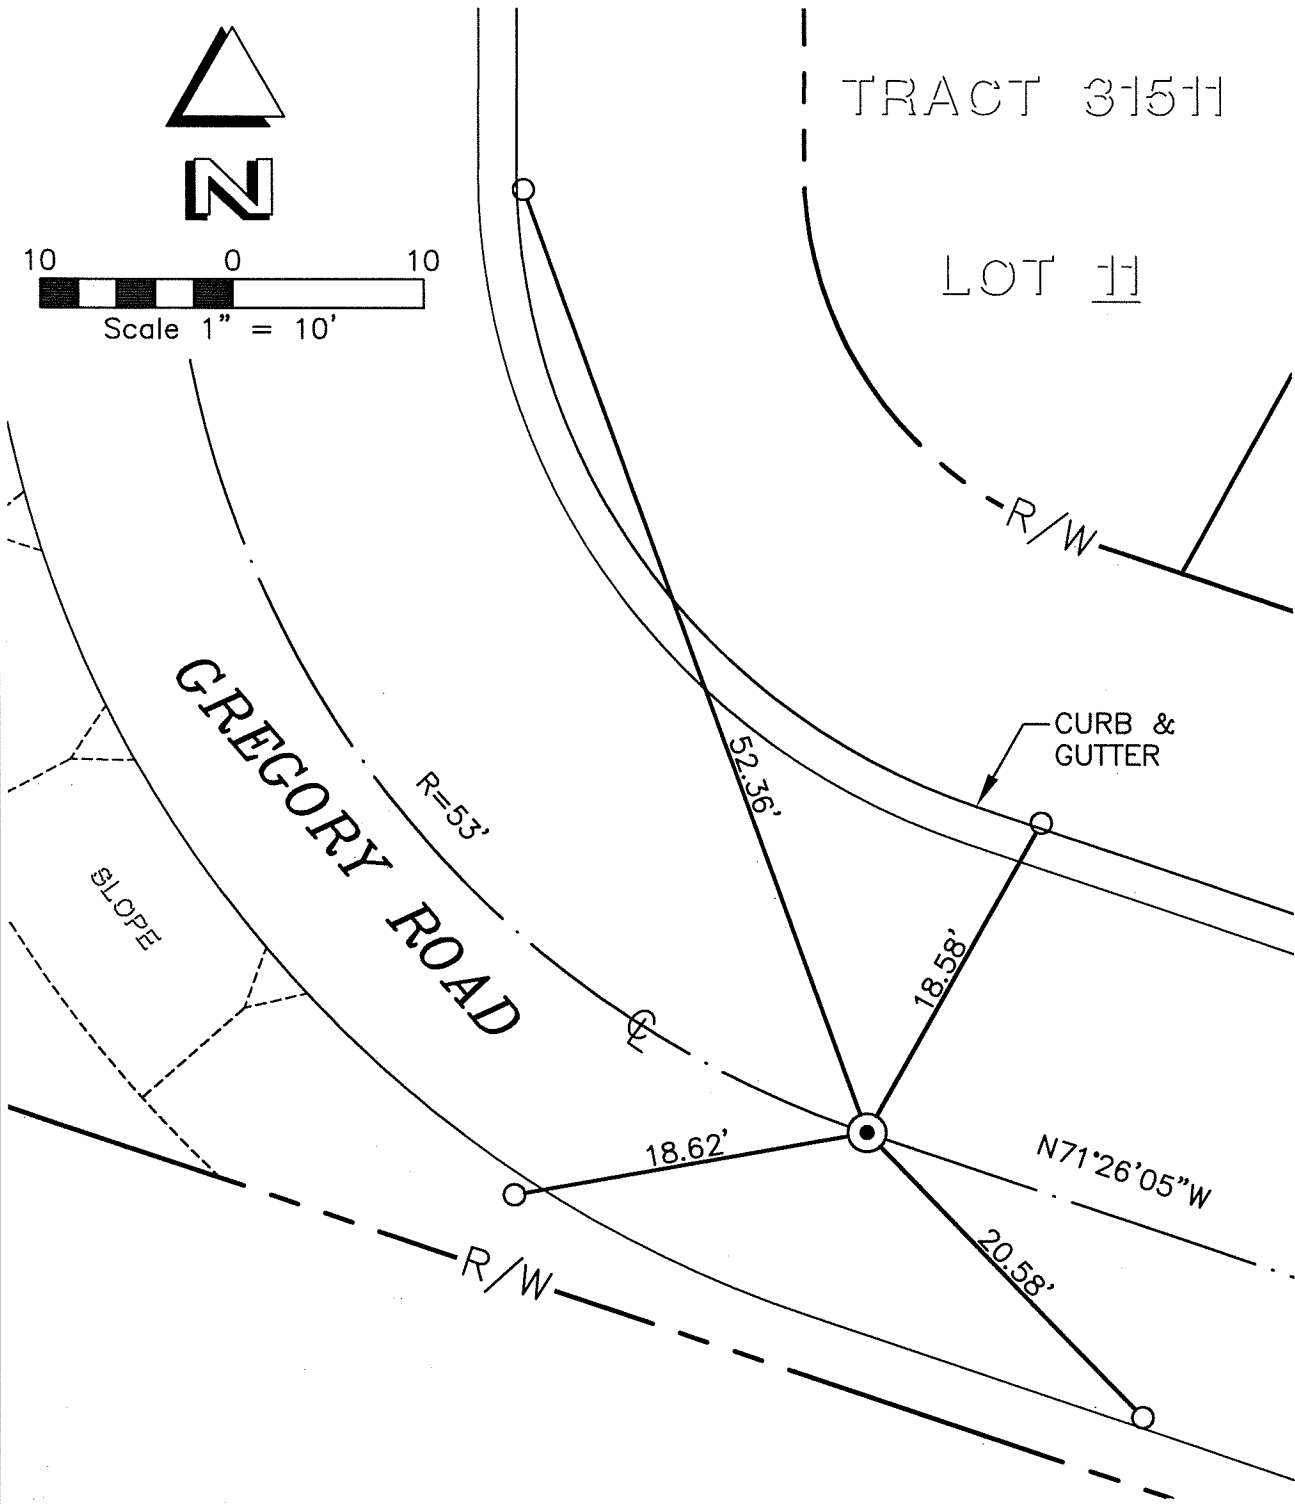 TRACT 31511
N
10 0 10
Scale 1" = 10'
LOT 11
R/W
CURB &
GUTTER
52.36'
R=53'
GREGORY ROAD
SLOPE
18.58'
℄
18.62'
N71°26'05"W
20.58'
R/W